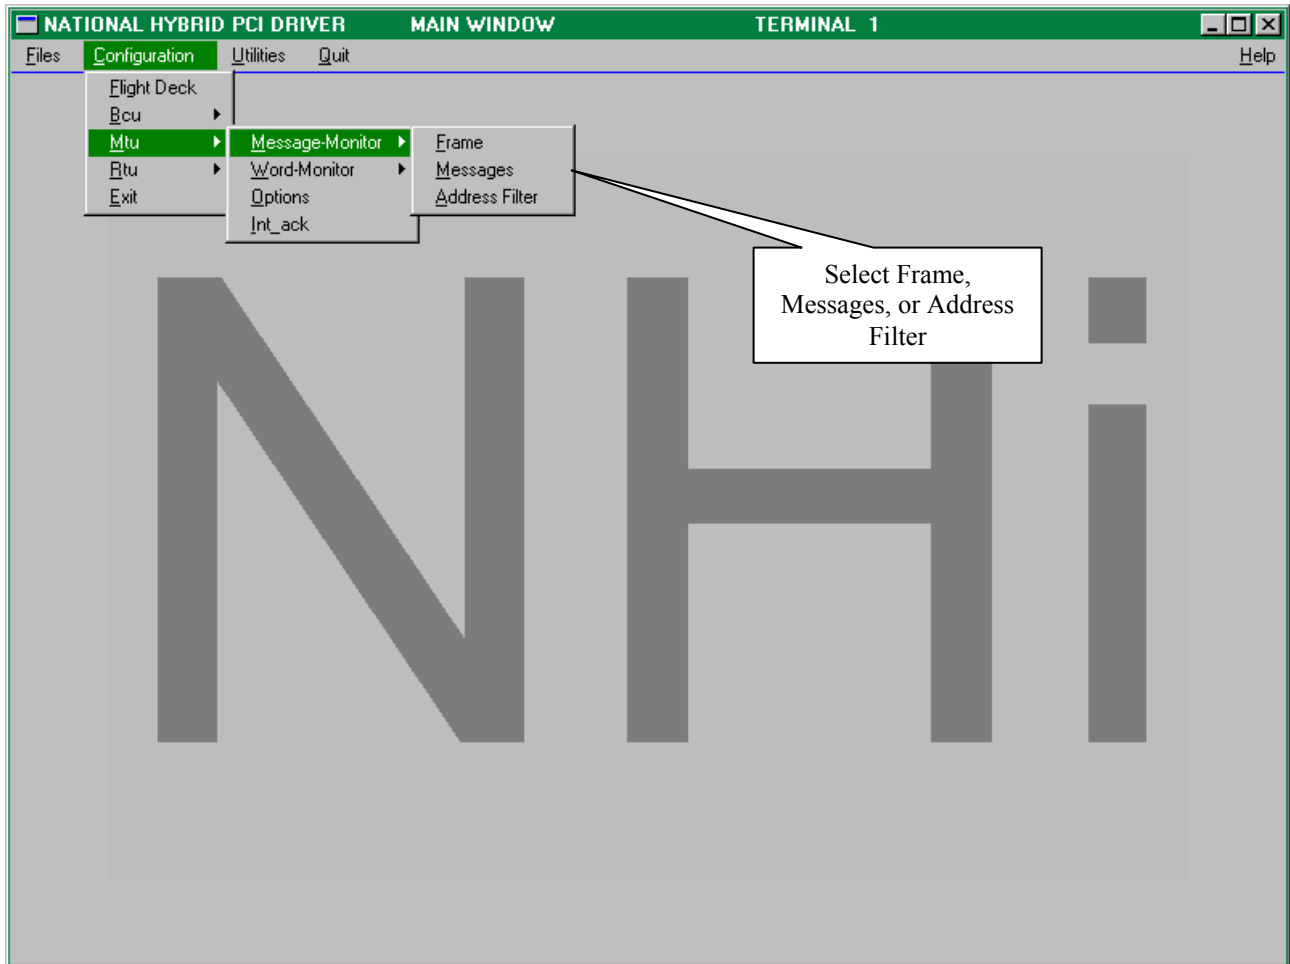 NATIONAL HYBRID PCI DRIVER MAIN WINDOW TERMINAL 1
Files Configuration Utilities Quit Help
Flight Deck
Bcu
Mtu
Rtu
Exit
Message-Monitor
Word-Monitor
Options
Int_ack
Frame
Messages
Address Filter
Select Frame,
Messages, or Address
Filter
NHi